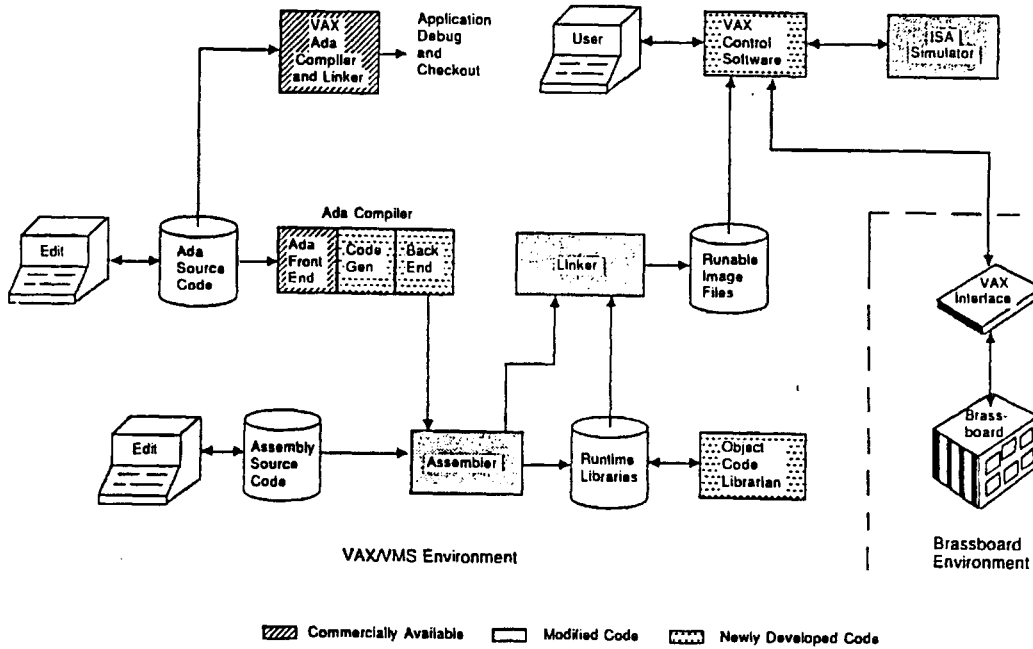 VAX
Ada
Compiler
and Linker
Application
Debug
and
Checkout
User
VAX
Control
Software
ISA
Simulator
Ada Compiler
Edit
Ada
Source
Code
Ada
Front
End
Code
Gen
Back
End
Linker
Runable
Image
Files
VAX
Interface
Edit
Assembly
Source
Code
Assembler
Runtime
Libraries
Object
Code
Librarian
Brass-
board
VAX/VMS Environment
Brassboard
Environment
Commercially Available
Modified Code
Newly Developed Code